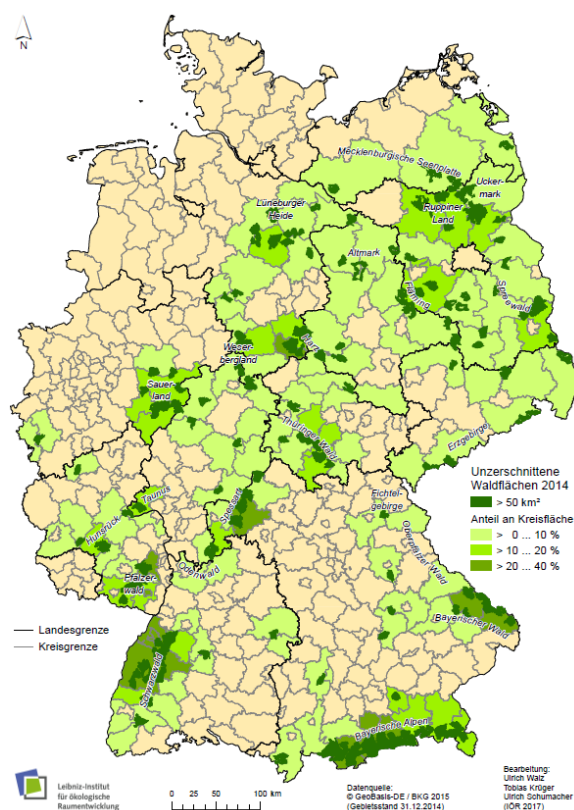 N
Mecklenburgische Seenplatte
Ucker-
mark
Ruppiner
Land
Lüneburger
Heide
Altmark
Fläming
Spreewald
Weser-
bergland
Harz
Sauer-
land
Thüringer Wald
Erzgebirge
Taunus
Hunsrück
Spessart
Fichtel-
gebirge
Oberpfälzer Wald
Odenwald
Pfälzer-
wald
Bayerischer Wald
Schwarzwald
Bayerische Alpen
Unzerschnittene
Waldflächen 2014
> 50 km²
Anteil an Kreisfläche
> 0 ... 10 %
> 10 ... 20 %
> 20 ... 40 %
Landesgrenze
Kreisgrenze
Leibniz-Institut
für ökologische
Raumentwicklung
0 20 40 60 80 100 km
Datenquelle:
© GeoBasis-DE / BKG 2015
(Gebietsstand 31.12.2014)
Bearbeitung:
Ulrich Walz
Tobias Krüger
Ulrich Schumacher
(IÖR 2017)